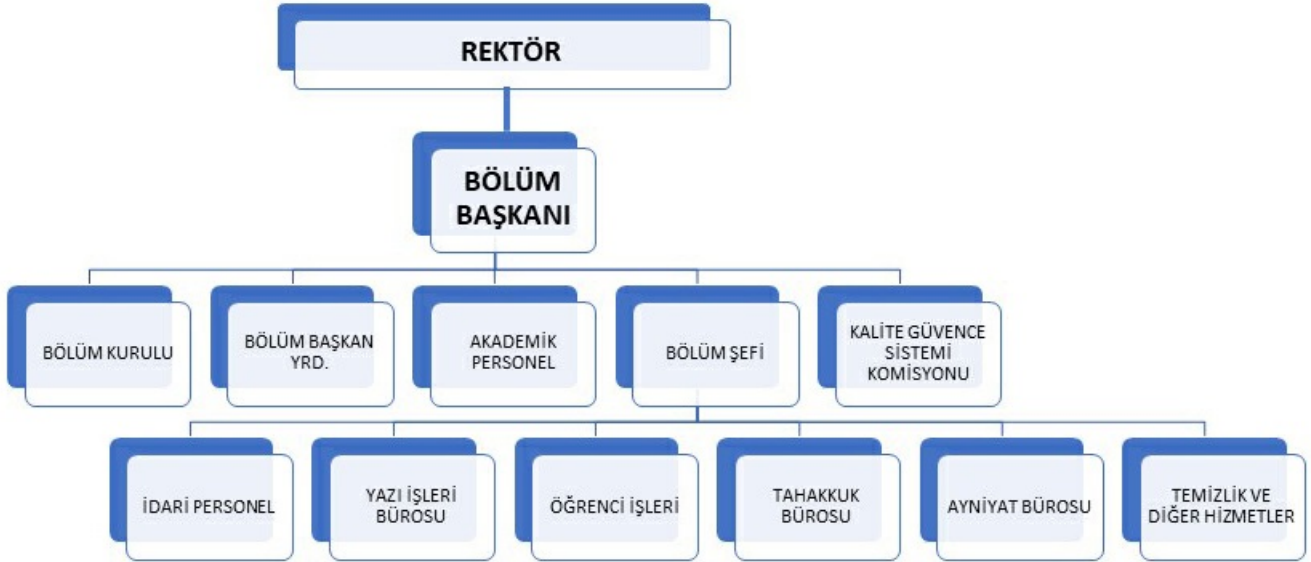 REKTÖR
BÖLÜM
BAŞKANI
BÖLÜM KURULU
BÖLÜM BAŞKAN
YRD.
AKADEMİK
PERSONEL
BÖLÜM ŞEFİ
KALİTE GÜVENCE
SİSTEMİ
KOMİSYONU
İDARİ PERSONEL
YAZI İŞLERİ
BÜROSU
ÖĞRENCİ İŞLERİ
TAHAKKUK
BÜROSU
AYNİYAT BÜROSU
TEMİZLİK VE
DİĞER HİZMETLER